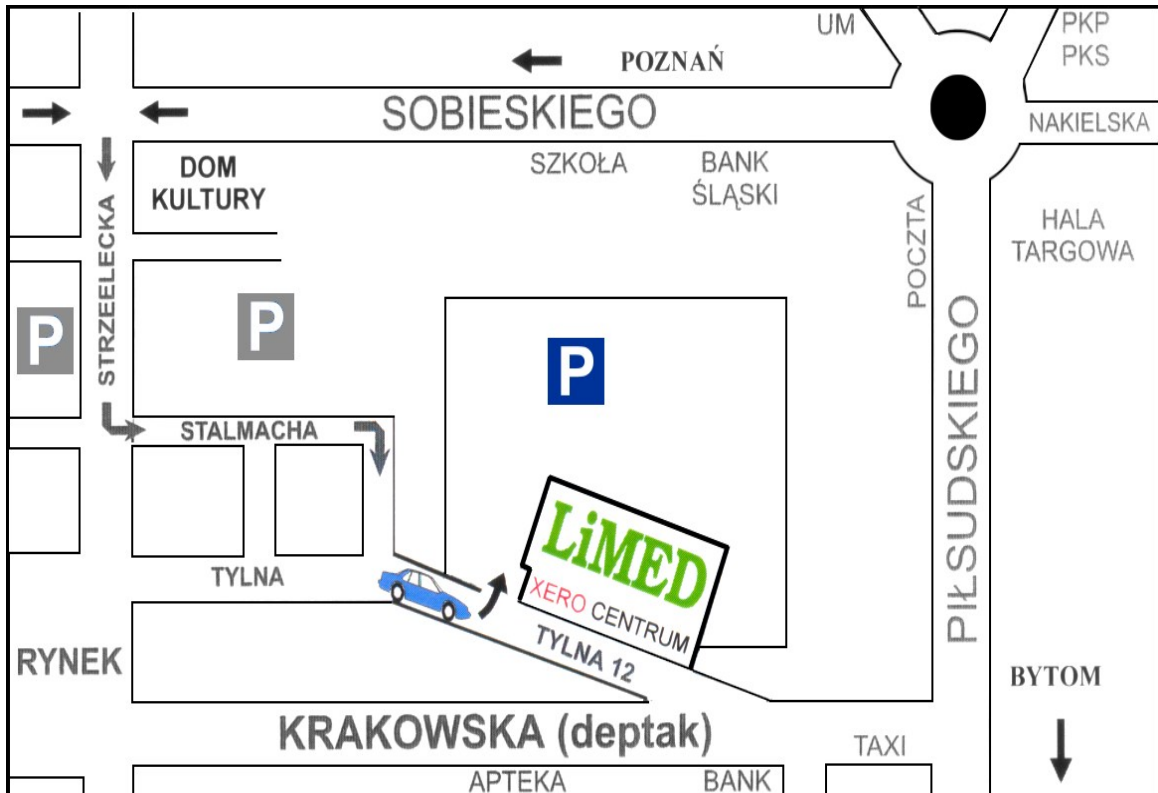 UM
PKP
PKS
POZNAŃ
SOBIESKIEGO
NAKIELSKA
DOM
KULTURY
SZKOŁA
BANK
ŚLĄSKI
POCZTA
HALA
TARGOWA
STRZEELECKA
P
P
P
PIŁSUDSKIEGO
STALMACHA
LiMED
XERO CENTRUM
TYLNA
TYLNA 12
RYNEK
BYTOM
KRAKOWSKA (deptak)
TAXI
APTEKA
BANK